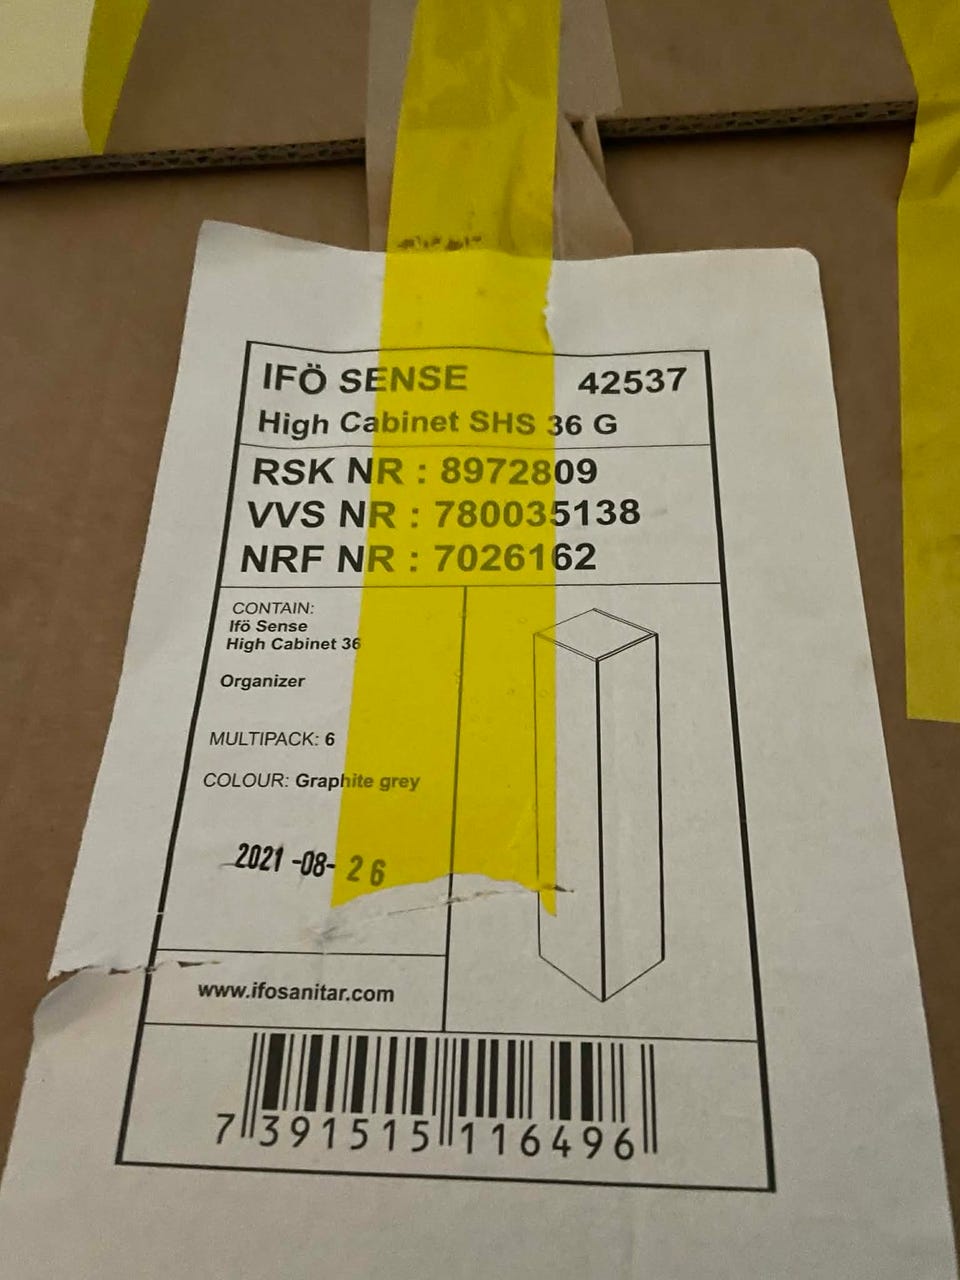 IFÖ SENSE 42537
High Cabinet SHS 36 G
RSK NR : 8972809
VVS NR : 780035138
NRF NR : 7026162
CONTAIN:
Ifö Sense
High Cabinet 36
Organizer
MULTIPACK: 6
COLOUR: Graphite grey
2021-08-26
www.ifosanitar.com
7 391515 116496